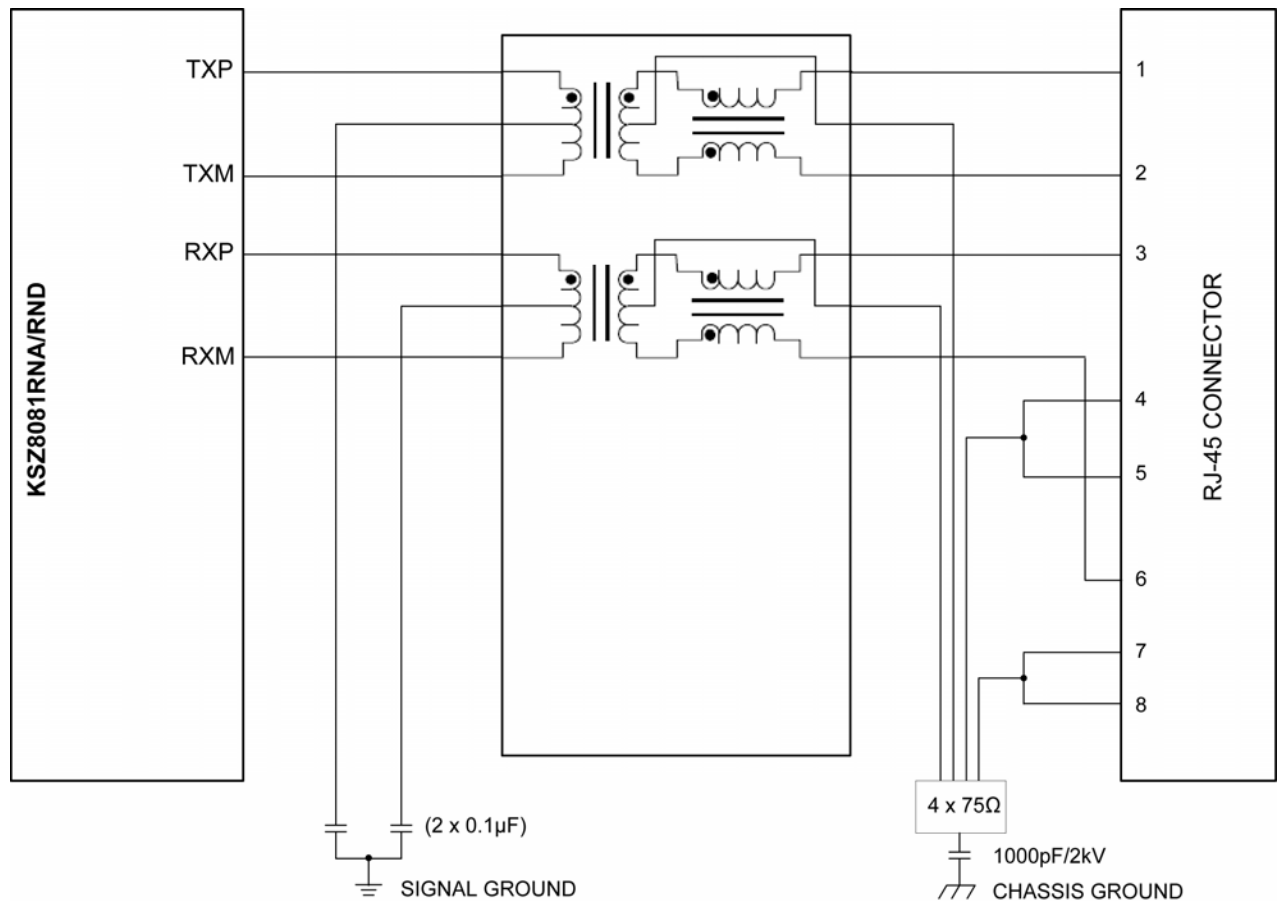 KSZ8081RNA/RND
TXP
TXM
RXP
RXM
1
2
3
4
5
6
7
8
RJ-45 CONNECTOR
(2 x 0.1µF)
SIGNAL GROUND
4 x 75Ω
1000pF/2kV
CHASSIS GROUND